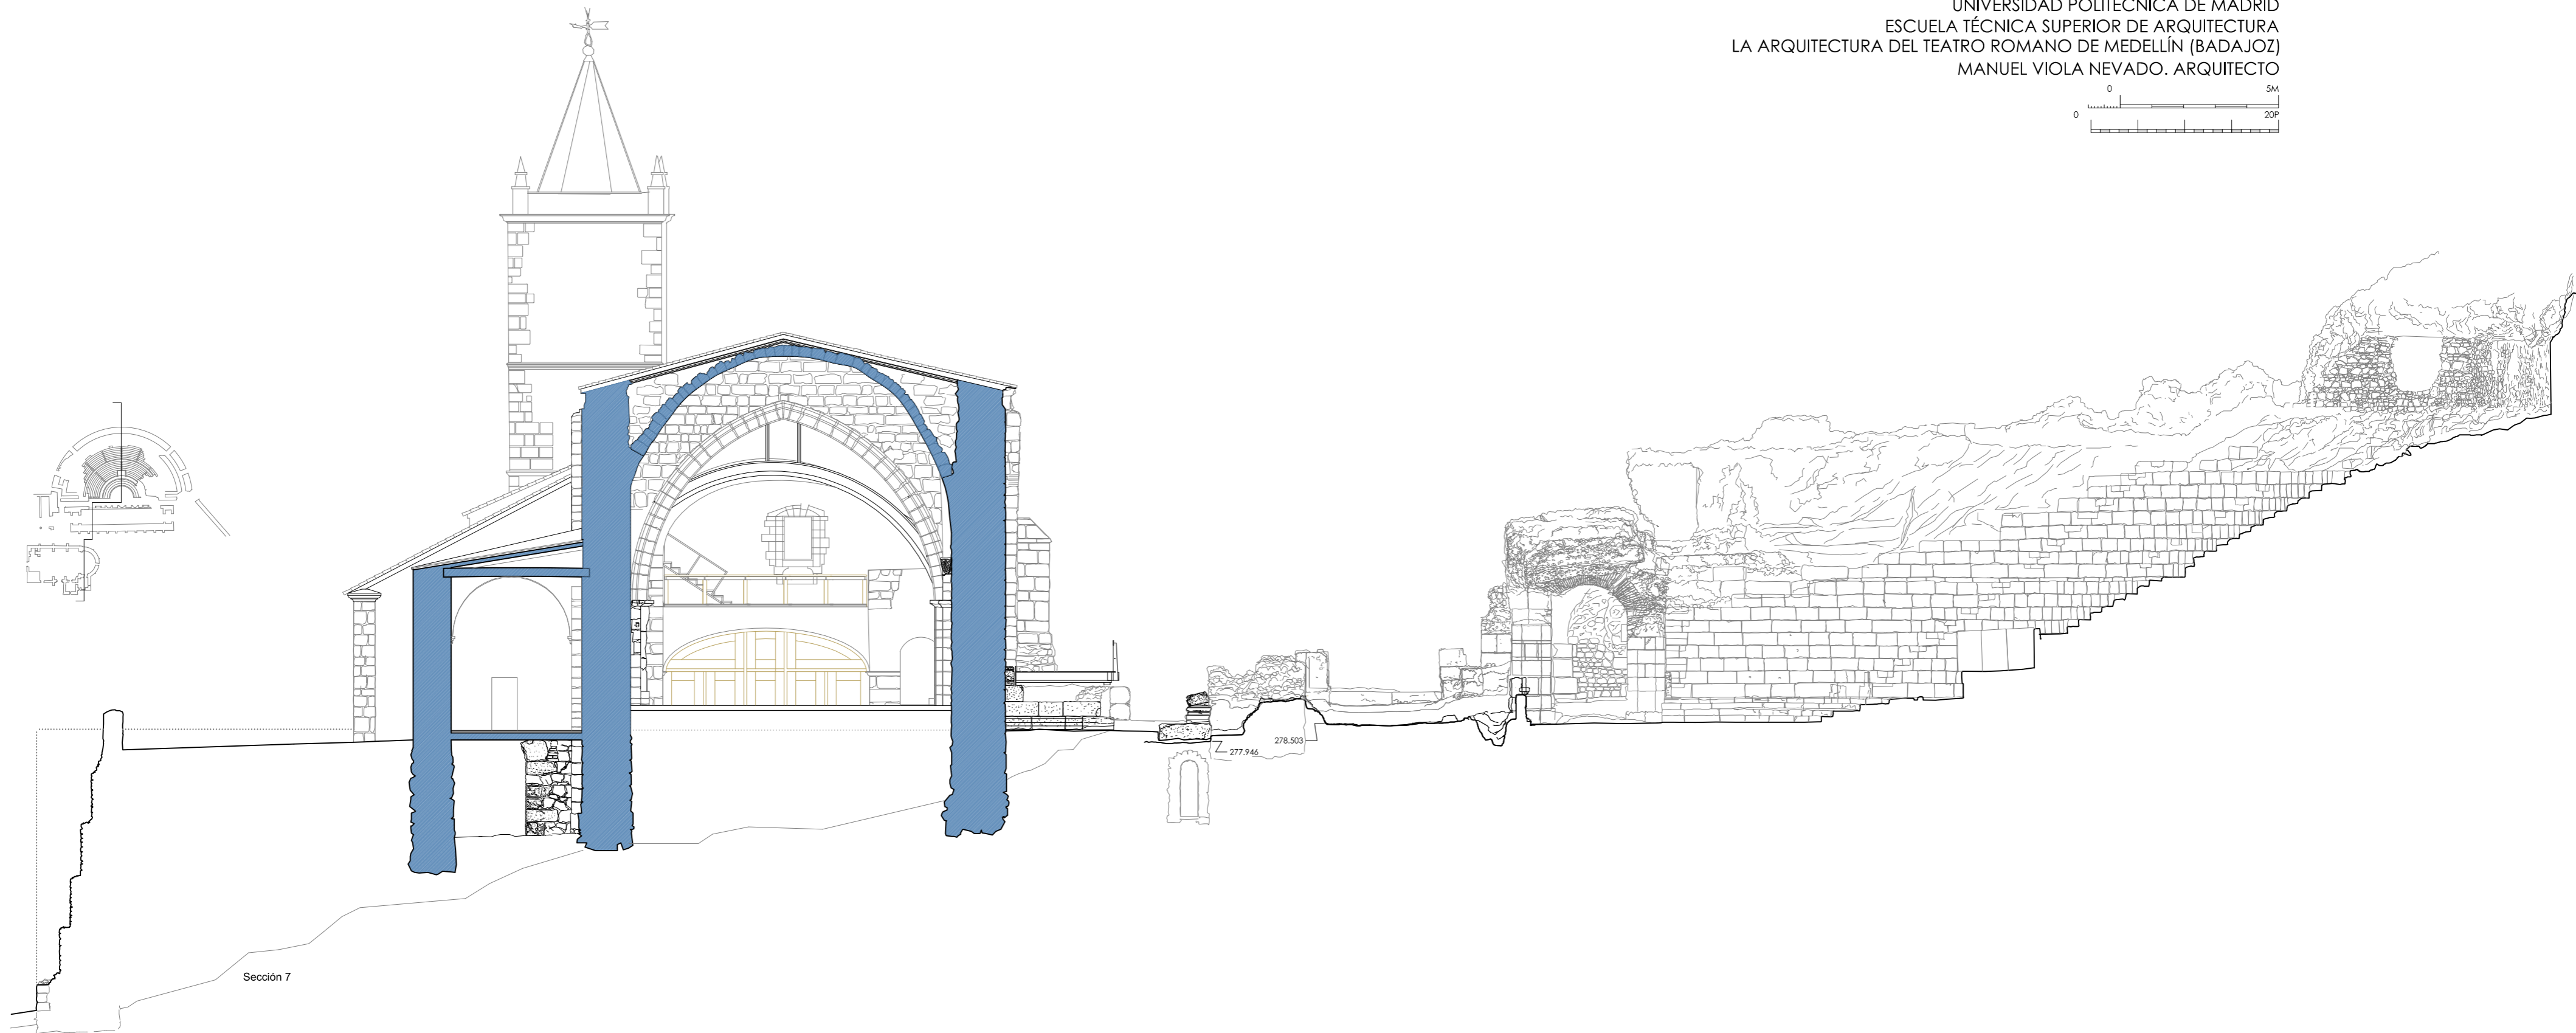 UNIVERSIDAD POLITÉCNICA DE MADRID
ESCUELA TÉCNICA SUPERIOR DE ARQUITECTURA
LA ARQUITECTURA DEL TEATRO ROMANO DE MEDELLÍN (BADAJOZ)
MANUEL VIOLA NEVADO. ARQUITECTO
0 5M
0 20P
277.946
278.503
Sección 7